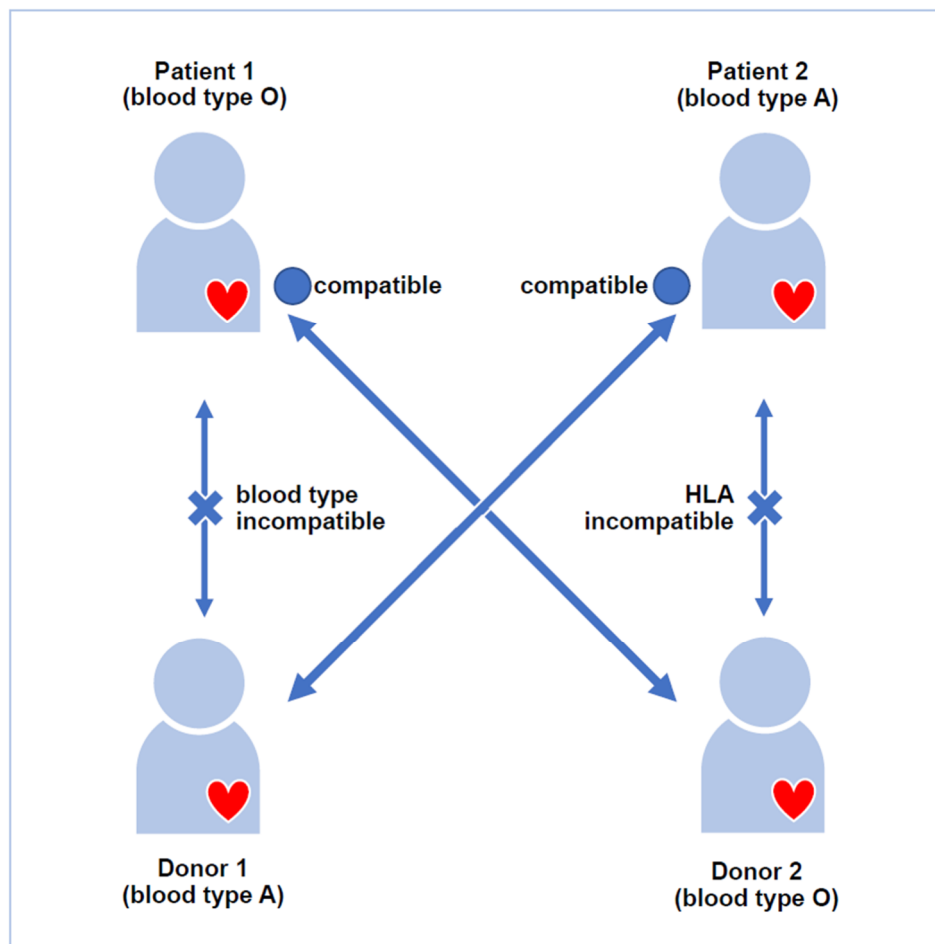 Patient 1
(blood type O)
Patient 2
(blood type A)
compatible
compatible
blood type
incompatible
HLA
incompatible
Donor 1
(blood type A)
Donor 2
(blood type O)